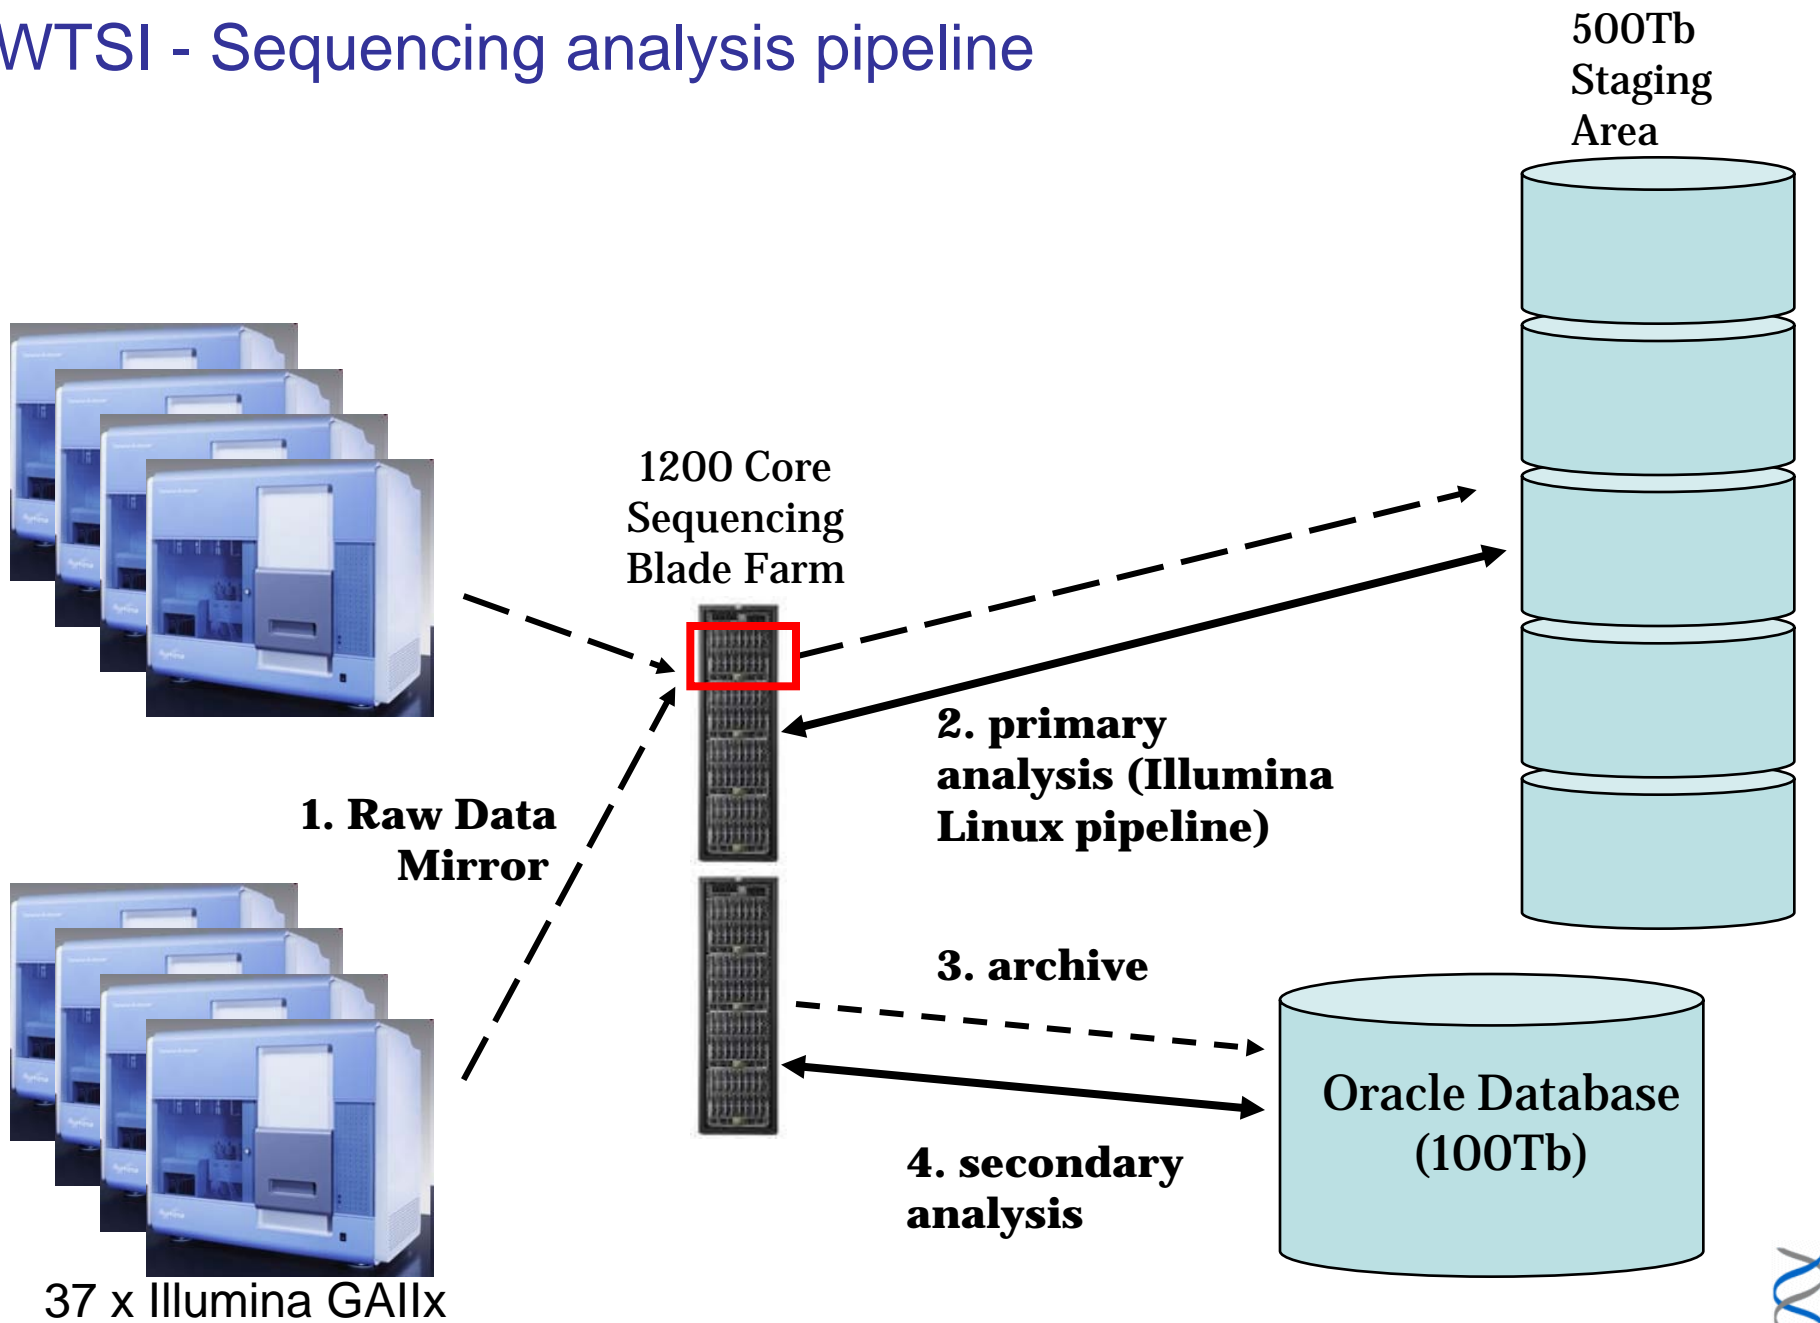 WTSI - Sequencing analysis pipeline
500Tb
Staging
Area
1200 Core
Sequencing
Blade Farm
2. primary
analysis (Illumina
Linux pipeline)
1. Raw Data
Mirror
3. archive
Oracle Database
(100Tb)
4. secondary
analysis
37 x Illumina GAIIx